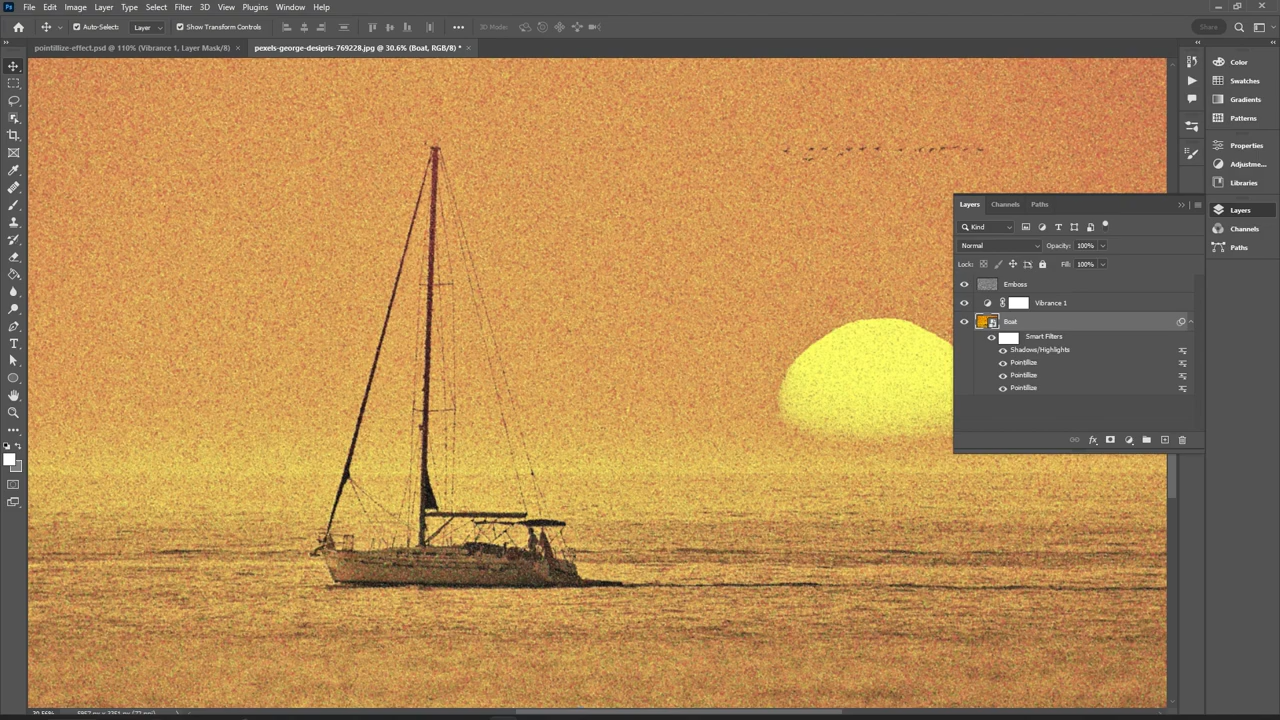 Ps File Edit Image Layer Type Select Filter 3D View Plugins Window Help
Auto-Select: Layer Show Transform Controls 3D Mode: Share
pointillize-effect.psd @ 110% (Vibrance 1, Layer Mask/8) × pexels-george-desipris-769228.jpg @ 30.6% (Boat, RGB/8) * ×
Color
Swatches
Gradients
Patterns
Properties
Adjustme...
Libraries
Layers
Channels
Paths
Layers Channels Paths
Kind
Normal Opacity: 100%
Lock: Fill: 100%
Emboss
Vibrance 1
Boat
Smart Filters
Shadows/Highlights
Pointillize
Pointillize
Pointillize